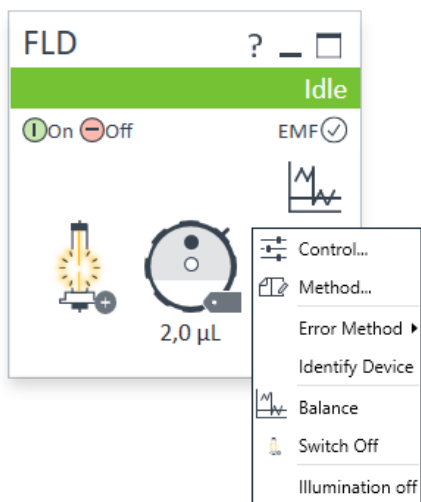 FLD ?
Idle
On Off EMF
2,0 µL
Control...
Method...
Error Method
Identify Device
Balance
Switch Off
Illumination off